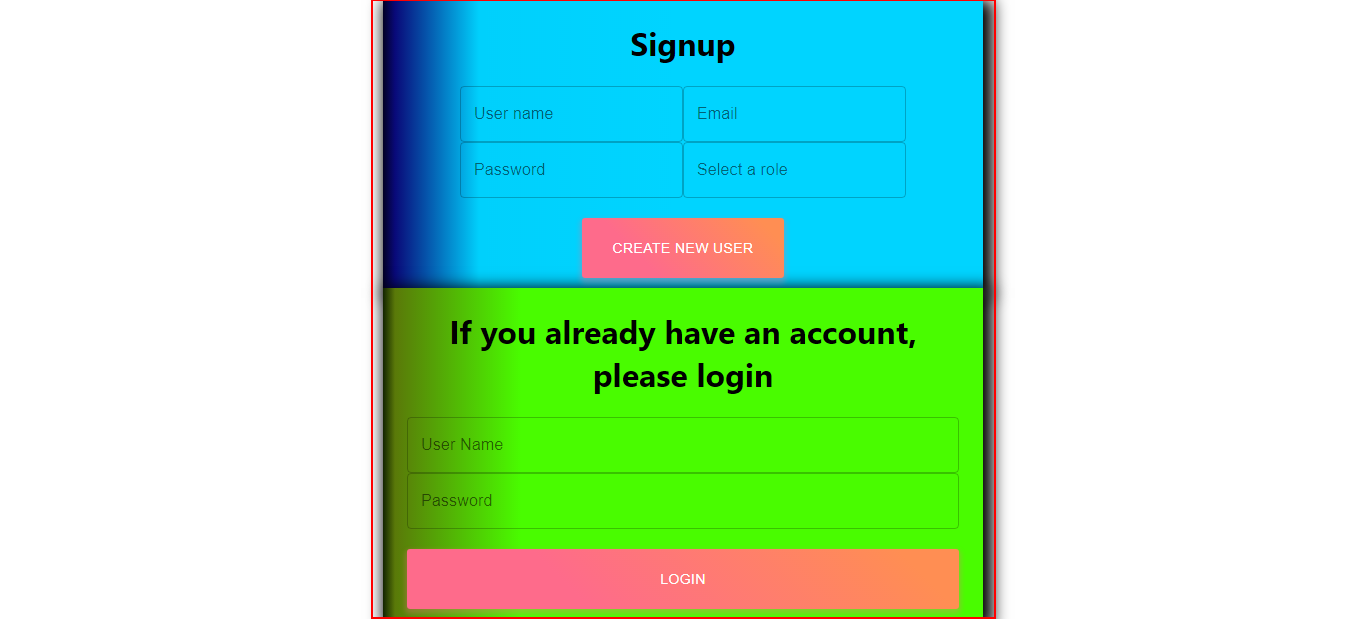 Signup
User name
Email
Password
Select a role
CREATE NEW USER
If you already have an account,
please login
User Name
Password
LOGIN